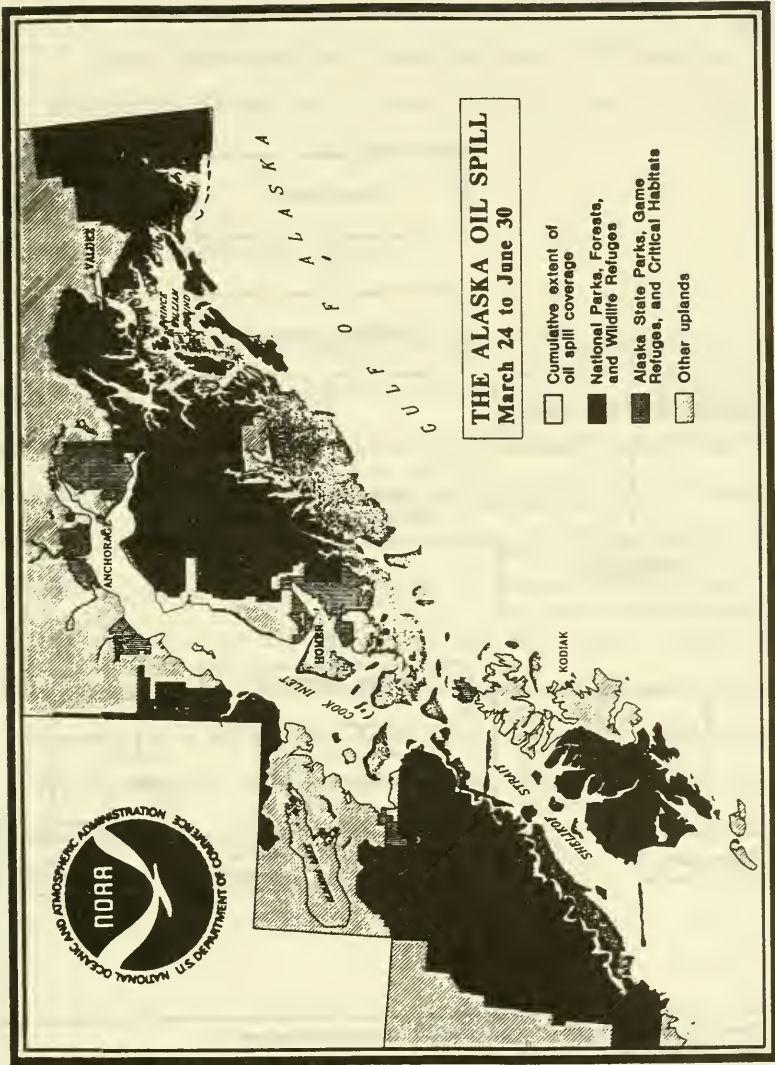 THE ALASKA OIL SPILL
March 24 to June 30
Cumulative extent of
oil spill coverage
National Parks, Forests,
and Wildlife Refuges
Alaska State Parks, Game
Refuges, and Critical Habitats
Other uplands
VALDEZ
PRINCE
WILLIAM
SOUND
GULF OF ALASKA
ANCHORAGE
HOMER
COOK INLET
KODIAK
SHELIKOF STRAIT
NOAA
NATIONAL OCEANIC AND ATMOSPHERIC ADMINISTRATION
U.S. DEPARTMENT OF COMMERCE